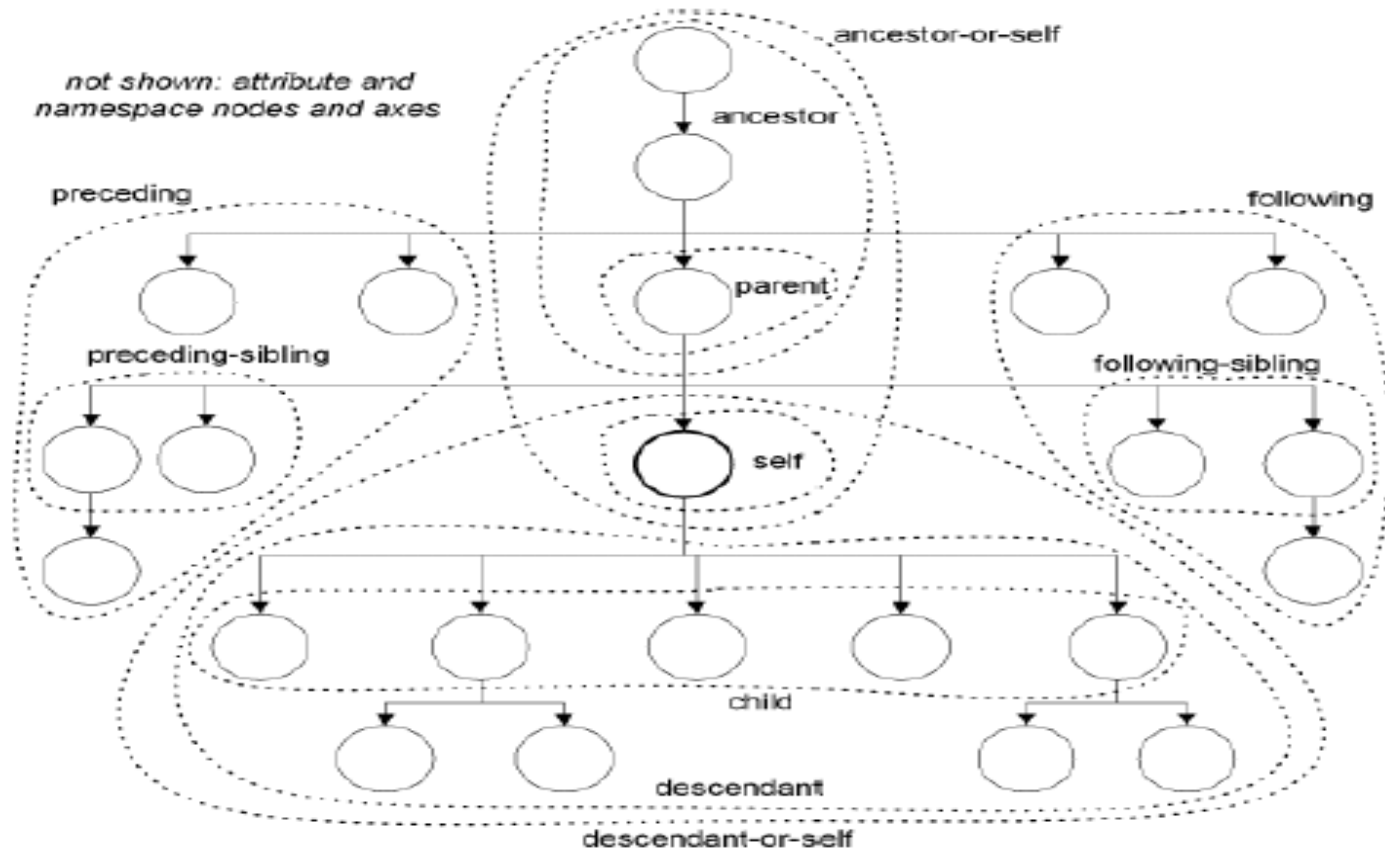 ancestor-or-self
not shown: attribute and
namespace nodes and axes
ancestor
preceding
following
parent
preceding-sibling
following-sibling
self
child
descendant
descendant-or-self